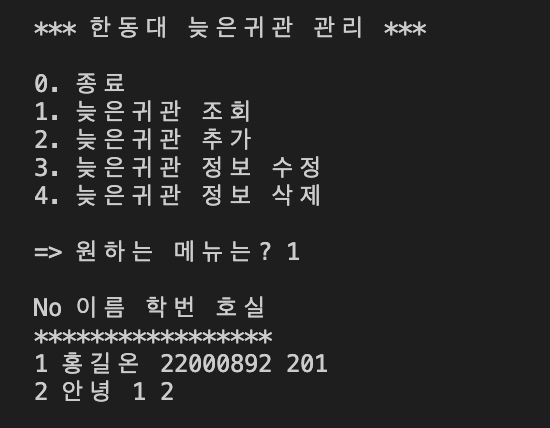 *** 한동대 늦은귀관 관리 ***
0. 종료
1. 늦은귀관 조회
2. 늦은귀관 추가
3. 늦은귀관 정보 수정
4. 늦은귀관 정보 삭제
=> 원하는 메뉴는? 1
No 이름 학번 호실
*****************
1 홍길온 22000892 201
2 안녕 1 2